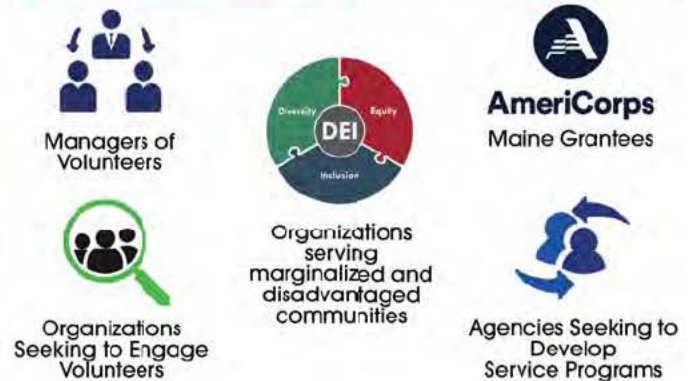 Managers of
Volunteers
Organizations
Seeking to Engage
Volunteers
Diversity
Equity
DEI
Inclusion
Organizations
serving
marginalized and
disadvantaged
communities
AmeriCorps
Maine Grantees
Agencies Seeking to
Develop
Service Programs